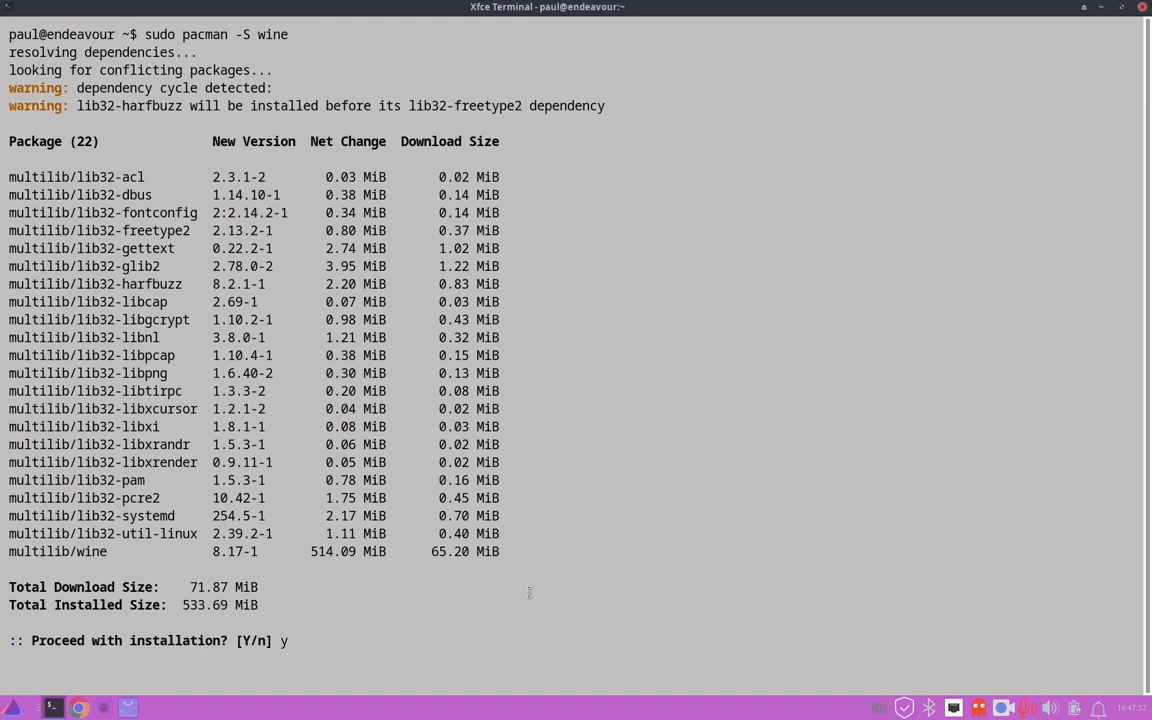 Xfce Terminal - paul@endeavour:~
paul@endeavour ~$ sudo pacman -S wine
resolving dependencies...
looking for conflicting packages...
warning: dependency cycle detected:
warning: lib32-harfbuzz will be installed before its lib32-freetype2 dependency
Package (22) New Version Net Change Download Size
multilib/lib32-acl 2.3.1-2 0.03 MiB 0.02 MiB
multilib/lib32-dbus 1.14.10-1 0.38 MiB 0.14 MiB
multilib/lib32-fontconfig 2:2.14.2-1 0.34 MiB 0.14 MiB
multilib/lib32-freetype2 2.13.2-1 0.80 MiB 0.37 MiB
multilib/lib32-gettext 0.22.2-1 2.74 MiB 1.02 MiB
multilib/lib32-glib2 2.78.0-2 3.95 MiB 1.22 MiB
multilib/lib32-harfbuzz 8.2.1-1 2.20 MiB 0.83 MiB
multilib/lib32-libcap 2.69-1 0.07 MiB 0.03 MiB
multilib/lib32-libgcrypt 1.10.2-1 0.98 MiB 0.43 MiB
multilib/lib32-libnl 3.8.0-1 1.21 MiB 0.32 MiB
multilib/lib32-libpcap 1.10.4-1 0.38 MiB 0.15 MiB
multilib/lib32-libpng 1.6.40-2 0.30 MiB 0.13 MiB
multilib/lib32-libtirpc 1.3.3-2 0.20 MiB 0.08 MiB
multilib/lib32-libxcursor 1.2.1-2 0.04 MiB 0.02 MiB
multilib/lib32-libxi 1.8.1-1 0.08 MiB 0.03 MiB
multilib/lib32-libxrandr 1.5.3-1 0.06 MiB 0.02 MiB
multilib/lib32-libxrender 0.9.11-1 0.05 MiB 0.02 MiB
multilib/lib32-pam 1.5.3-1 0.78 MiB 0.16 MiB
multilib/lib32-pcre2 10.42-1 1.75 MiB 0.45 MiB
multilib/lib32-systemd 254.5-1 2.17 MiB 0.70 MiB
multilib/lib32-util-linux 2.39.2-1 1.11 MiB 0.40 MiB
multilib/wine 8.17-1 514.09 MiB 65.20 MiB
Total Download Size: 71.87 MiB
Total Installed Size: 533.69 MiB
:: Proceed with installation? [Y/n] y
16:47:32